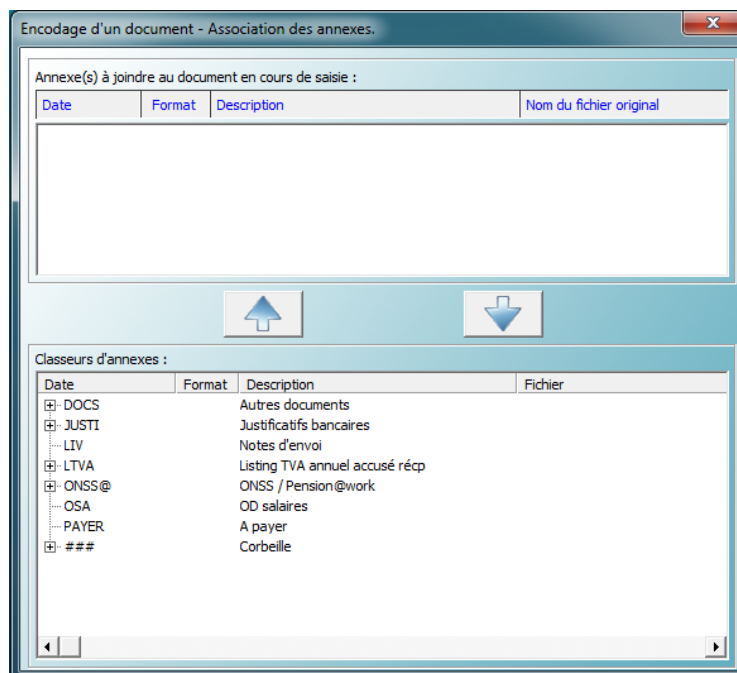 Encodage d'un document - Association des annexes.
Annexe(s) à joindre au document en cours de saisie :
Date Format Description Nom du fichier original
Classeurs d'annexes :
Date Format Description Fichier
DOCS Autres documents
JUSTI Justificatifs bancaires
LIV Notes d'envoi
LTVA Listing TVA annuel accusé récp
ONSS@ ONSS / Pension@work
OSA OD salaires
PAYER A payer
### Corbeille